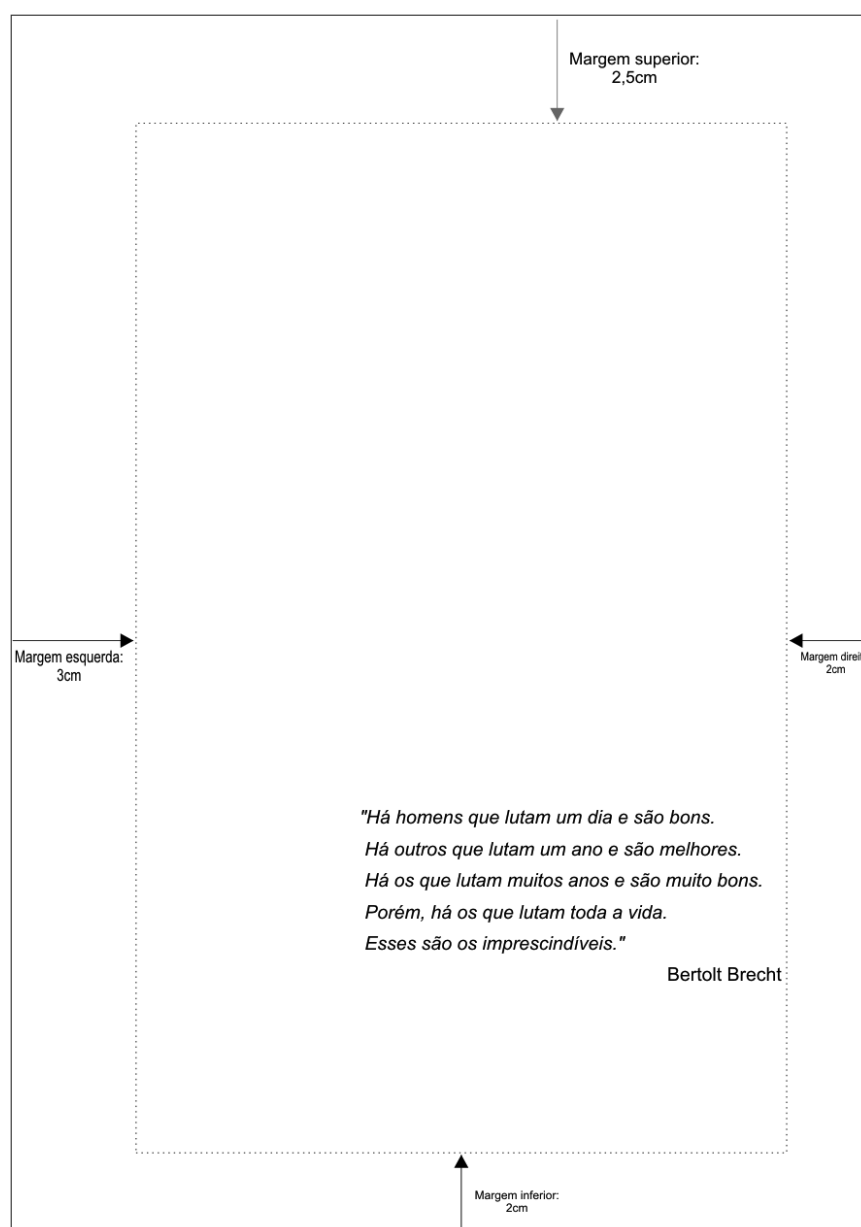 Margem superior:
2,5cm
Margem esquerda:
3cm
Margem direit
2cm
"Há homens que lutam um dia e são bons.
Há outros que lutam um ano e são melhores.
Há os que lutam muitos anos e são muito bons.
Porém, há os que lutam toda a vida.
Esses são os imprescindíveis."
Bertolt Brecht
Margem inferior:
2cm